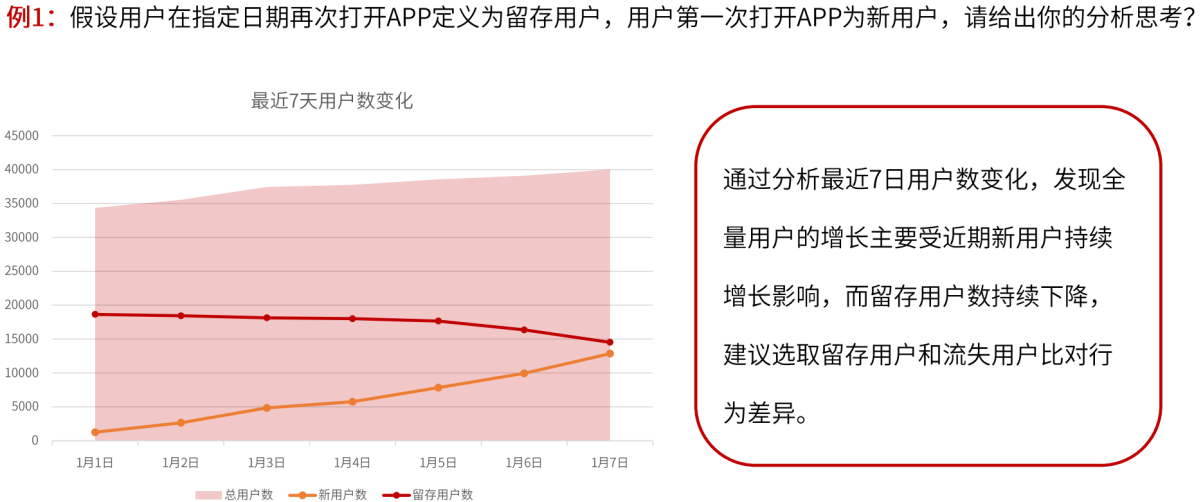 例1：假设用户在指定日期再次打开APP定义为留存用户，用户第一次打开APP为新用户，请给出你的分析思考？
最近7天用户数变化
45000
40000
35000
30000
25000
20000
15000
10000
5000
0
1月1日 1月2日 1月3日 1月4日 1月5日 1月6日 1月7日
总用户数 新用户数 留存用户数
通过分析最近7日用户数变化，发现全
量用户的增长主要受近期新用户持续
增长影响，而留存用户数持续下降，
建议选取留存用户和流失用户比对行
为差异。